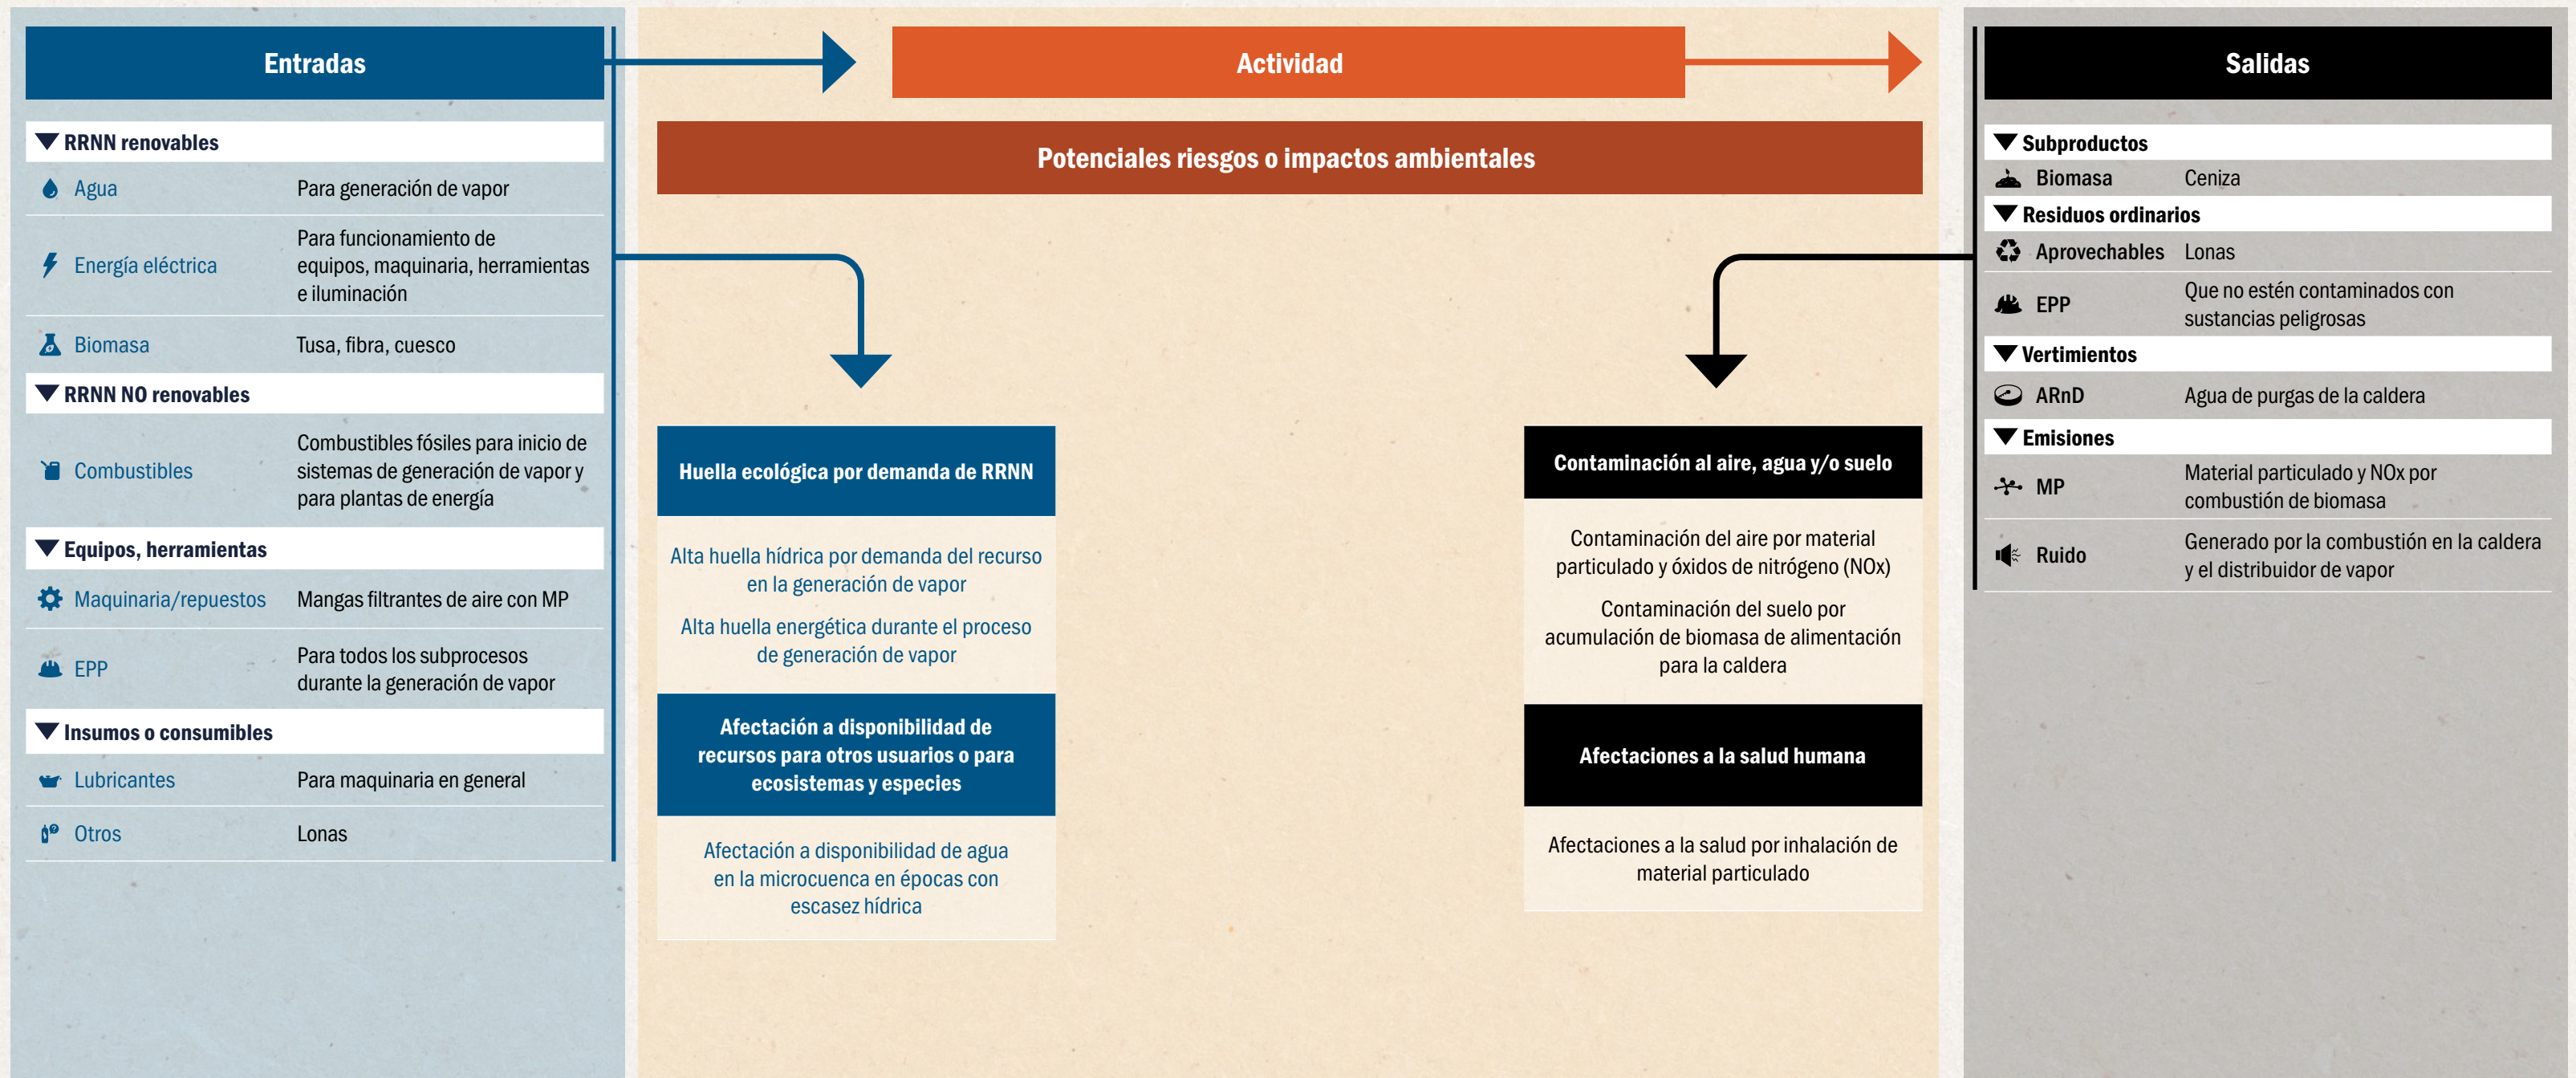 Entradas
RRNN renovables
Agua
Para generación de vapor
Energía eléctrica
Para funcionamiento de
equipos, maquinaria, herramientas
e iluminación
Biomasa
Tusa, fibra, cuesco
RRNN NO renovables
Combustibles
Combustibles fósiles para inicio de
sistemas de generación de vapor y
para plantas de energía
Equipos, herramientas
Maquinaria/repuestos
Mangas filtrantes de aire con MP
EPP
Para todos los subprocesos
durante la generación de vapor
Insumos o consumibles
Lubricantes
Para maquinaria en general
Otros
Lonas
Actividad
Potenciales riesgos o impactos ambientales
Huella ecológica por demanda de RRNN
Alta huella hídrica por demanda del recurso
en la generación de vapor
Alta huella energética durante el proceso
de generación de vapor
Afectación a disponibilidad de
recursos para otros usuarios o para
ecosistemas y especies
Afectación a disponibilidad de agua
en la microcuenca en épocas con
escasez hídrica
Contaminación al aire, agua y/o suelo
Contaminación del aire por material
particulado y óxidos de nitrógeno (NOx)
Contaminación del suelo por
acumulación de biomasa de alimentación
para la caldera
Afectaciones a la salud humana
Afectaciones a la salud por inhalación de
material particulado
Salidas
Subproductos
Biomasa
Ceniza
Residuos ordinarios
Aprovechables
Lonas
EPP
Que no estén contaminados con
sustancias peligrosas
Vertimientos
ARnD
Agua de purgas de la caldera
Emisiones
MP
Material particulado y NOx por
combustión de biomasa
Ruido
Generado por la combustión en la caldera
y el distribuidor de vapor